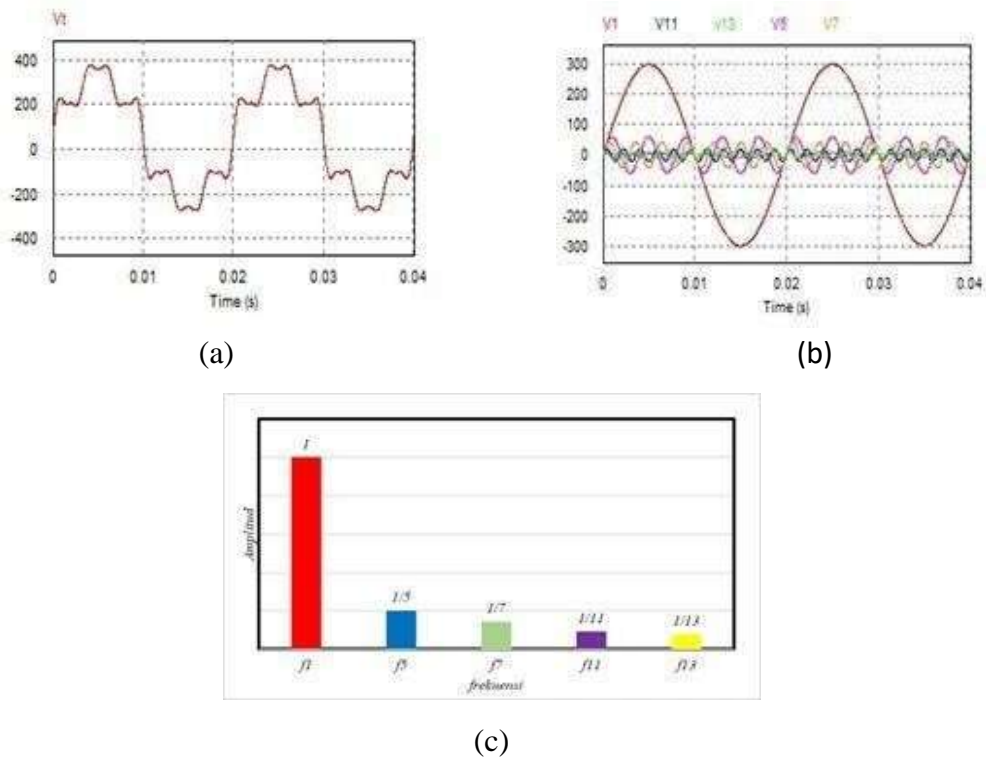 Vt
400
200
0
-200
-400
0 0.01 0.02 0.03 0.04
Time (s)
(a)
V1 V11 V13 V5 V7
300
200
100
0
-100
-200
-300
0 0.01 0.02 0.03 0.04
Time (s)
(b)
Amplitud
1
1/5
1/7
1/11
1/13
f1 f5 f7 f11 f13
frekuensi
(c)